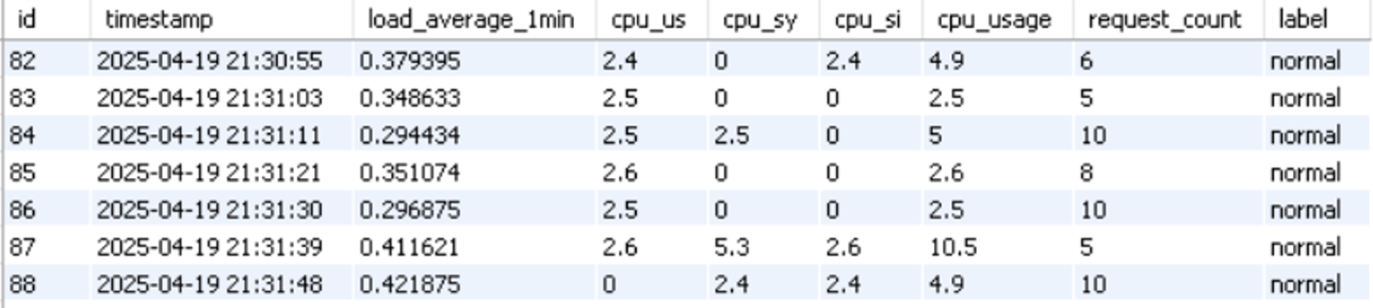 id timestamp load_average_1min cpu_us cpu_sy cpu_si cpu_usage request_count label
82 2025-04-19 21:30:55 0.379395 2.4 0 2.4 4.9 6 normal
83 2025-04-19 21:31:03 0.348633 2.5 0 0 2.5 5 normal
84 2025-04-19 21:31:11 0.294434 2.5 2.5 0 5 10 normal
85 2025-04-19 21:31:21 0.351074 2.6 0 0 2.6 8 normal
86 2025-04-19 21:31:30 0.296875 2.5 0 0 2.5 10 normal
87 2025-04-19 21:31:39 0.411621 2.6 5.3 2.6 10.5 5 normal
88 2025-04-19 21:31:48 0.421875 0 2.4 2.4 4.9 10 normal